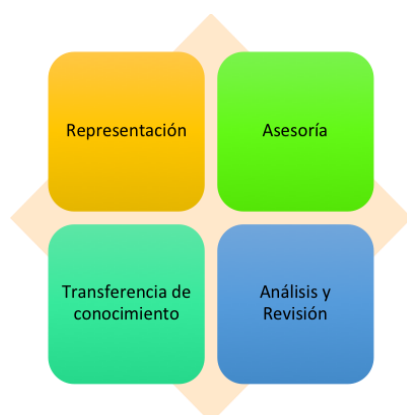 Representación
Asesoría
Transferencia de
conocimiento
Análisis y
Revisión